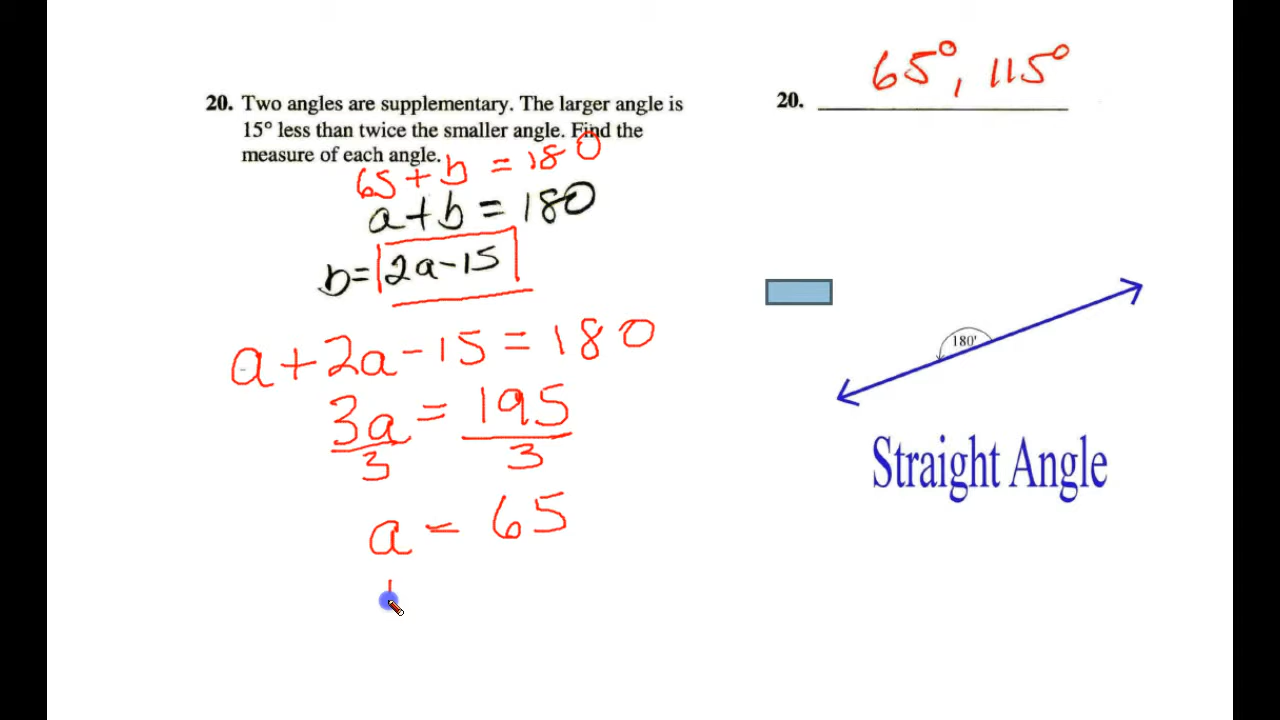 20. Two angles are supplementary. The larger angle is
15° less than twice the smaller angle. Find the
measure of each angle.
65 + b = 180
a + b = 180
b = 2a - 15
a + 2a - 15 = 180
3a = 195
3 3
a = 65
20. 65°, 115°
180'
Straight Angle